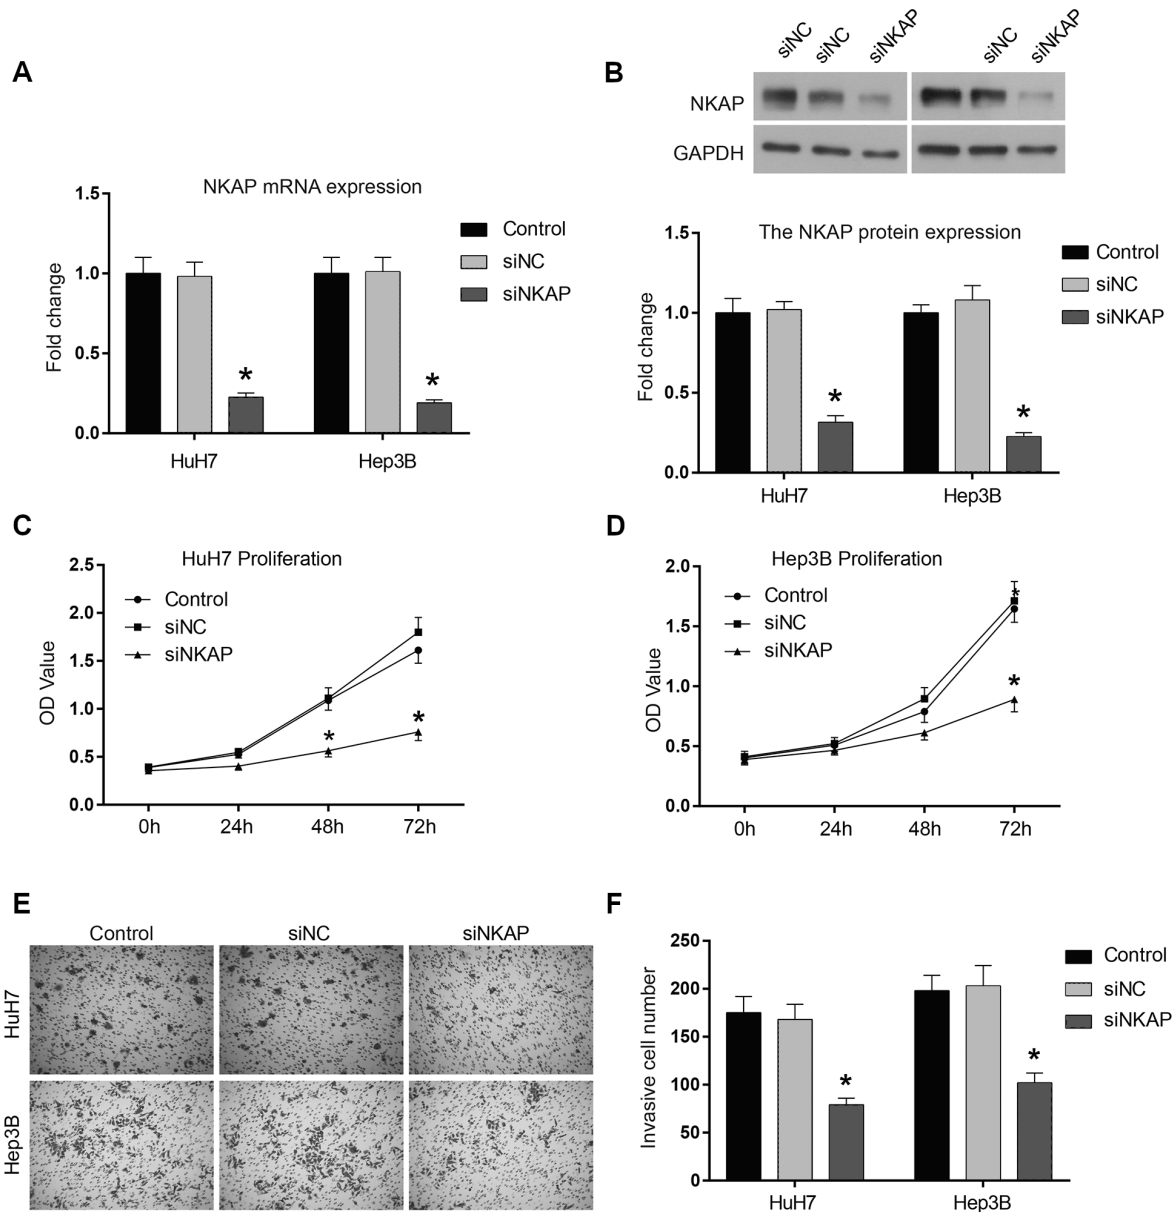 A
NKAP mRNA expression
1.5
1.0
0.5
0.0
Fold change
Control
siNC
siNKAP
*
*
HuH7
Hep3B
B
siNC
siNC
siNKAP
siNC
siNKAP
NKAP
GAPDH
The NKAP protein expression
1.5
1.0
0.5
0.0
Fold change
Control
siNC
siNKAP
*
*
HuH7
Hep3B
C
HuH7 Proliferation
2.5
2.0
1.5
1.0
0.5
0.0
OD Value
Control
siNC
siNKAP
*
*
0h
24h
48h
72h
D
Hep3B Proliferation
2.0
1.5
1.0
0.5
0.0
OD Value
Control
siNC
siNKAP
*
*
0h
24h
48h
72h
E
Control
siNC
siNKAP
HuH7
Hep3B
F
250
200
150
100
50
0
Invasive cell number
Control
siNC
siNKAP
*
*
HuH7
Hep3B